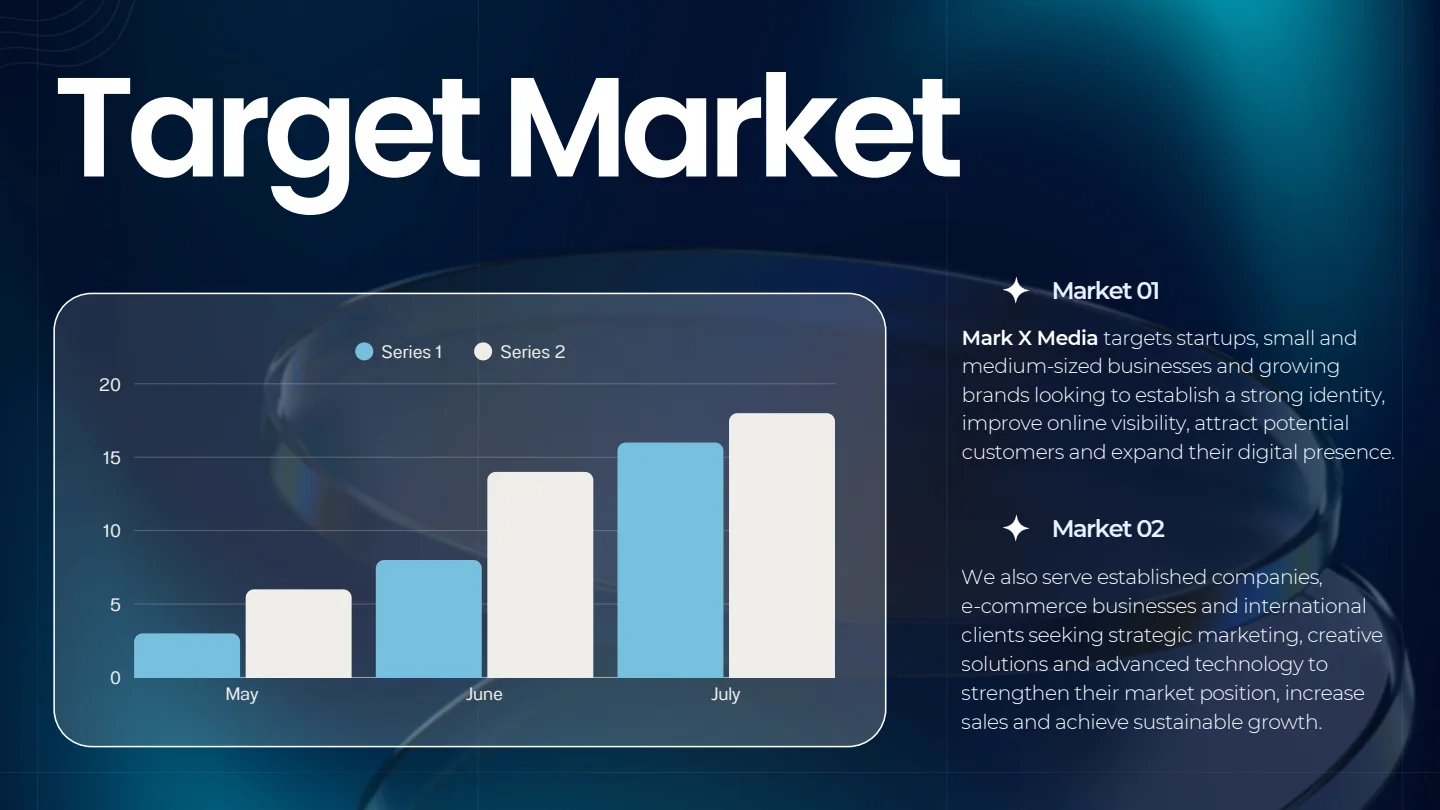 Target Market
Series 1 Series 2
20
15
10
5
0
May June July
Market 01
Mark X Media targets startups, small and
medium-sized businesses and growing
brands looking to establish a strong identity,
improve online visibility, attract potential
customers and expand their digital presence.
Market 02
We also serve established companies,
e-commerce businesses and international
clients seeking strategic marketing, creative
solutions and advanced technology to
strengthen their market position, increase
sales and achieve sustainable growth.